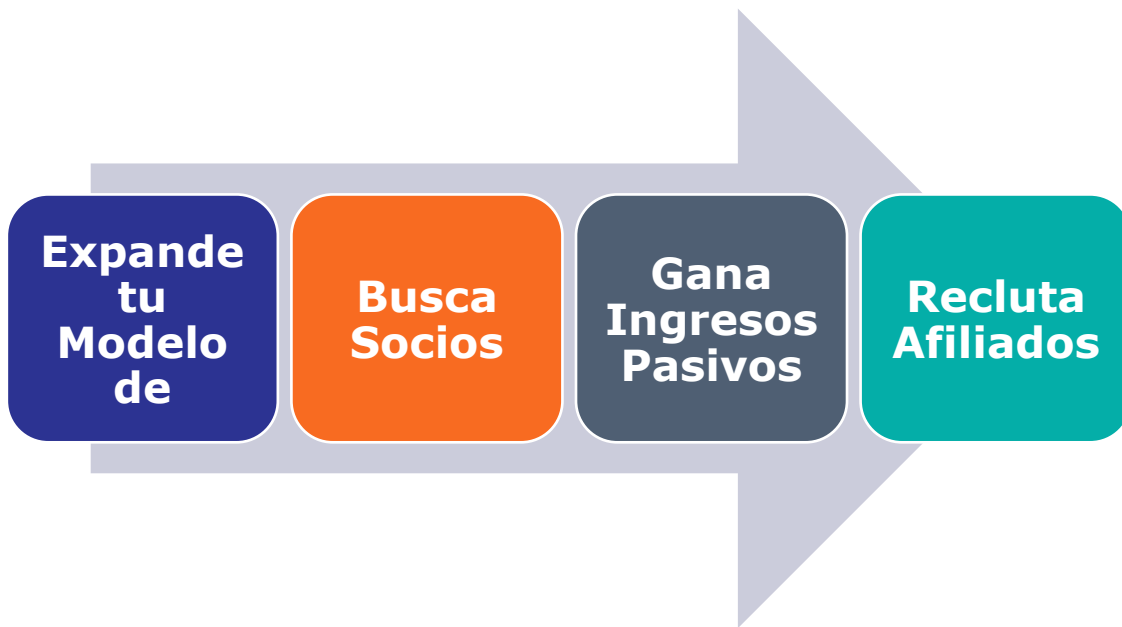 Expande
tu
Modelo
de
Busca
Socios
Gana
Ingresos
Pasivos
Recluta
Afiliados